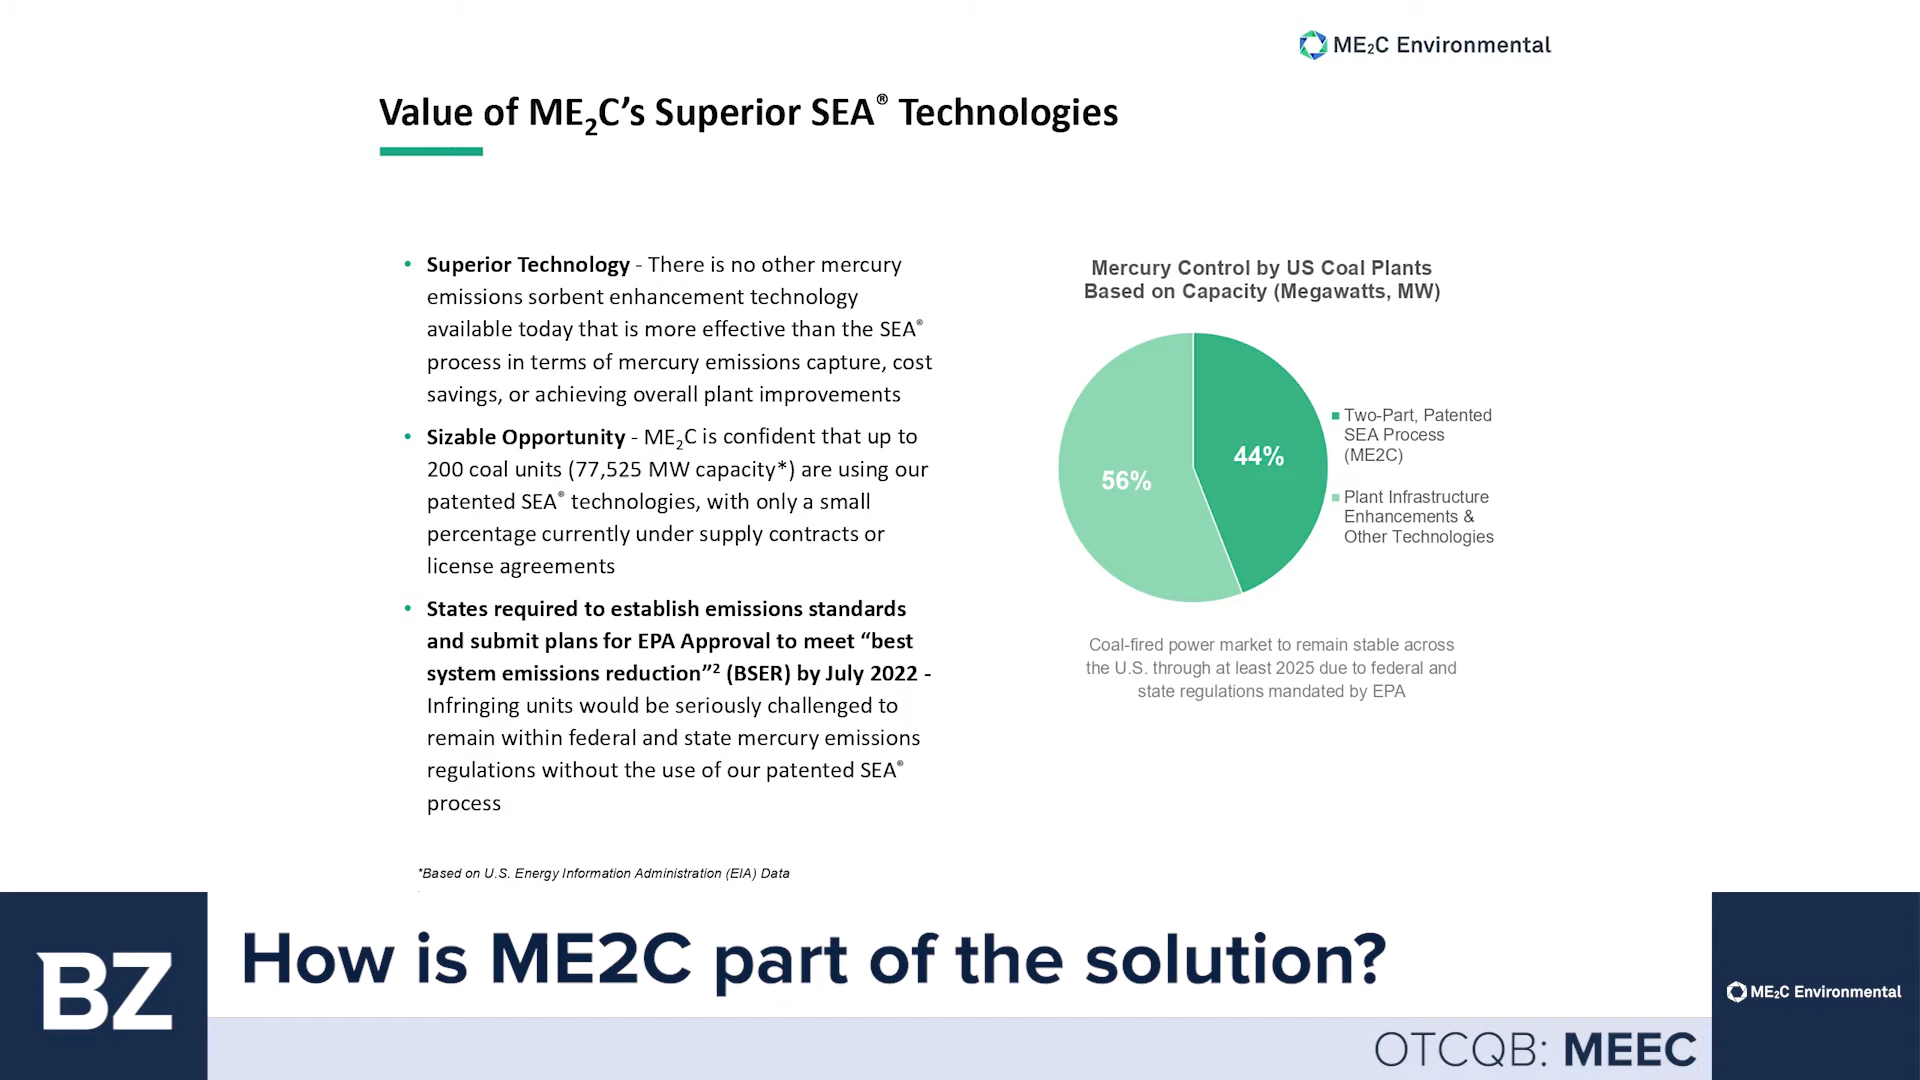 ME₂C Environmental
Value of ME₂C’s Superior SEA® Technologies
• Superior Technology - There is no other mercury
emissions sorbent enhancement technology
available today that is more effective than the SEA®
process in terms of mercury emissions capture, cost
savings, or achieving overall plant improvements
• Sizable Opportunity - ME₂C is confident that up to
200 coal units (77,525 MW capacity*) are using our
patented SEA® technologies, with only a small
percentage currently under supply contracts or
license agreements
• States required to establish emissions standards
and submit plans for EPA Approval to meet “best
system emissions reduction”² (BSER) by July 2022 -
Infringing units would be seriously challenged to
remain within federal and state mercury emissions
regulations without the use of our patented SEA®
process
*Based on U.S. Energy Information Administration (EIA) Data
Mercury Control by US Coal Plants
Based on Capacity (Megawatts, MW)
44%
56%
Two-Part, Patented
SEA Process
(ME2C)
Plant Infrastructure
Enhancements &
Other Technologies
Coal-fired power market to remain stable across
the U.S. through at least 2025 due to federal and
state regulations mandated by EPA
BZ
How is ME2C part of the solution?
ME₂C Environmental
OTCQB: MEEC